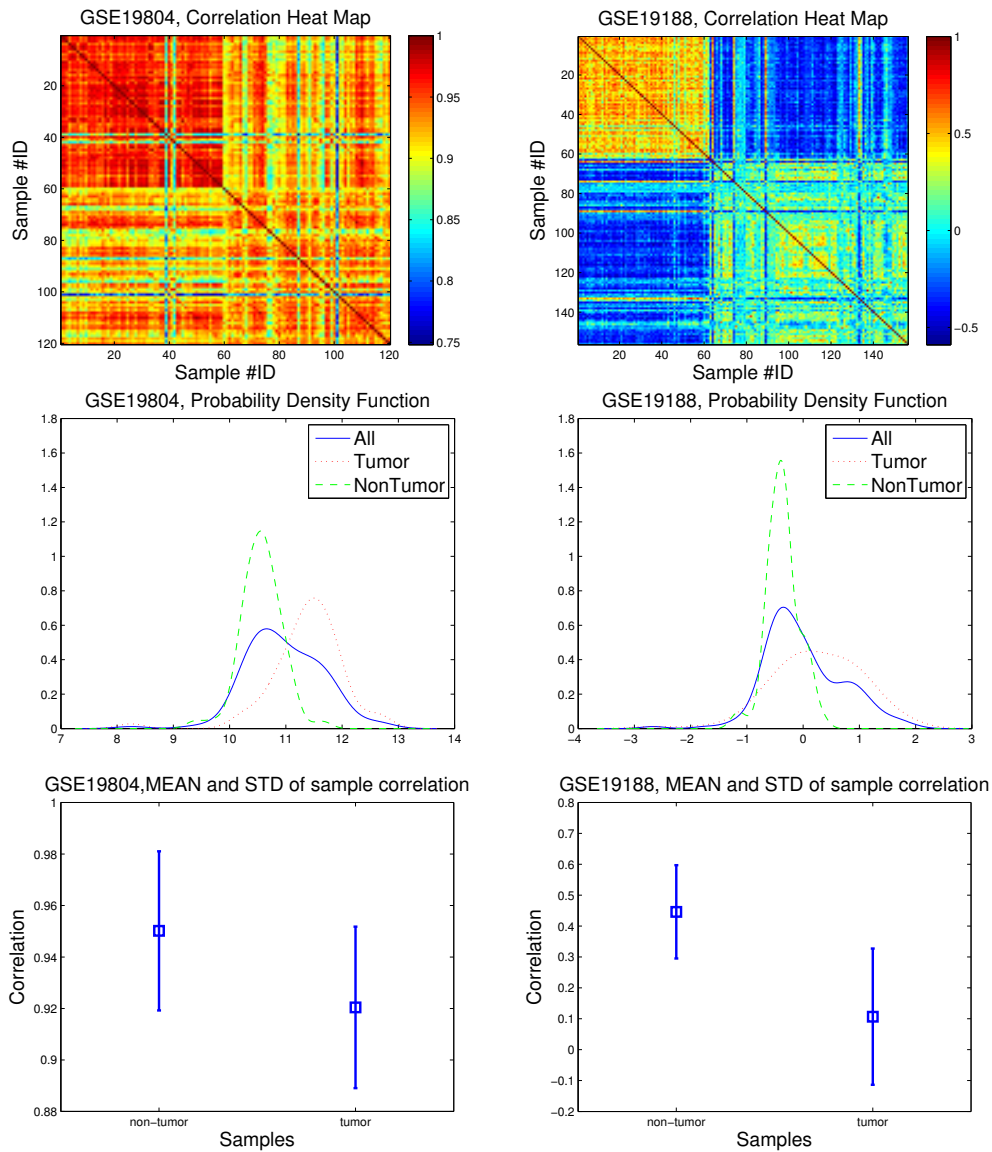 GSE19804, Correlation Heat Map
20
40
60
80
100
120
Sample #ID
20 40 60 80 100 120
Sample #ID
1
0.95
0.9
0.85
0.8
0.75
GSE19188, Correlation Heat Map
20
40
60
80
100
120
140
Sample #ID
20 40 60 80 100 120 140
Sample #ID
1
0.5
0
−0.5
GSE19804, Probability Density Function
1.8
1.6
1.4
1.2
1
0.8
0.6
0.4
0.2
0
7 8 9 10 11 12 13 14
All
Tumor
NonTumor
GSE19188, Probability Density Function
1.8
1.6
1.4
1.2
1
0.8
0.6
0.4
0.2
0
−4 −3 −2 −1 0 1 2 3
All
Tumor
NonTumor
GSE19804,MEAN and STD of sample correlation
1
0.98
0.96
0.94
0.92
0.9
0.88
Correlation
non−tumor tumor
Samples
GSE19188, MEAN and STD of sample correlation
0.8
0.7
0.6
0.5
0.4
0.3
0.2
0.1
0
−0.1
−0.2
Correlation
non−tumor tumor
Samples